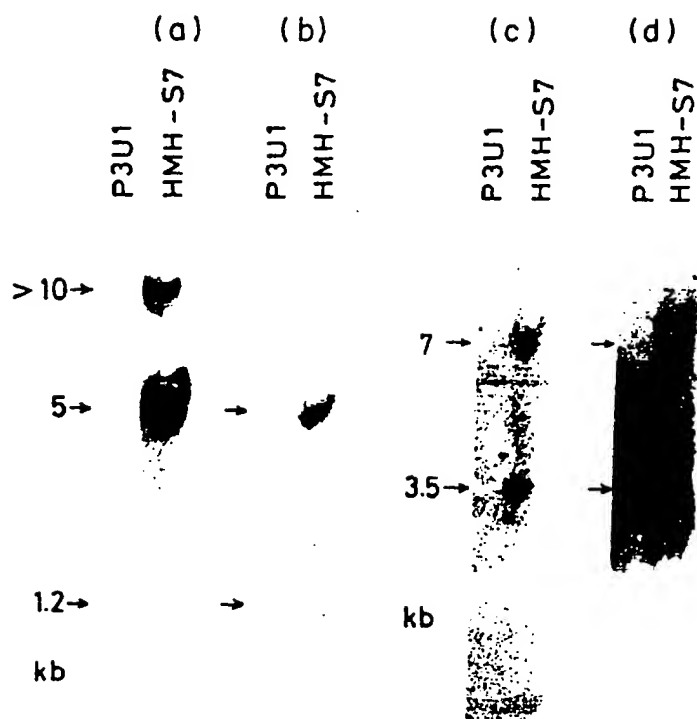 (a) (b) (c) (d)
P3U1 HMH-S7 P3U1 HMH-S7 P3U1 HMH-S7 P3U1 HMH-S7
> 10→
7→ →
5→ →
3.5→ →
1.2→ →
kb
kb